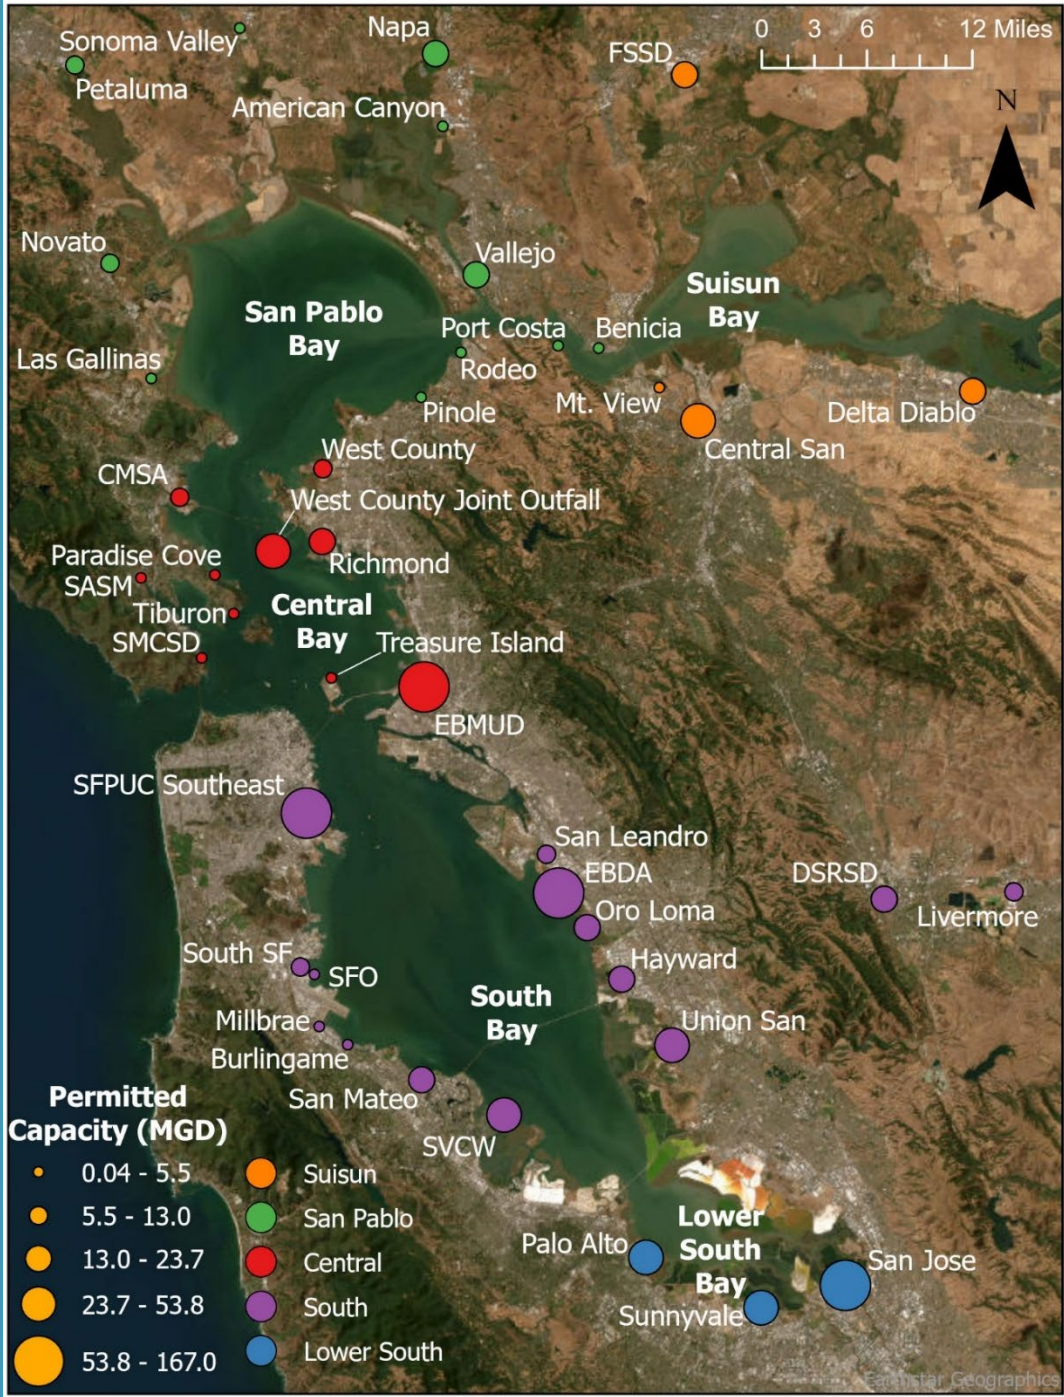 Sonoma Valley
Petaluma
Napa
American Canyon
FSSD
0 3 6 12 Miles
N
Novato
Vallejo
San Pablo
Bay
Suisun
Bay
Port Costa
Benicia
Rodeo
Las Gallinas
Pinole
Mt. View
Delta Diablo
Central San
West County
CMSA
West County Joint Outfall
Richmond
Paradise Cove
SASM
Central
Bay
Tiburon
SMCSD
Treasure Island
EBMUD
SFPUC Southeast
San Leandro
EBDA
DSRSD
Oro Loma
Livermore
South SF
SFO
Hayward
South
Bay
Millbrae
Union San
Burlingame
San Mateo
SVCW
Lower
South
Bay
Palo Alto
San Jose
Sunnyvale
Permitted
Capacity (MGD)
0.04 - 5.5
5.5 - 13.0
13.0 - 23.7
23.7 - 53.8
53.8 - 167.0
Suisun
San Pablo
Central
South
Lower South
Earthstar Geographics